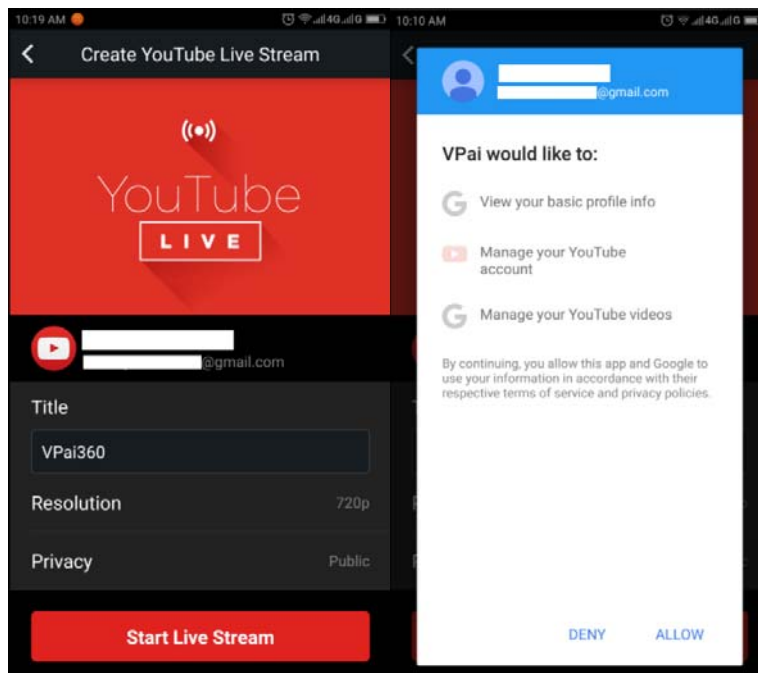 10:19 AM 4G G
Create YouTube Live Stream
YouTube
LIVE
@gmail.com
Title
VPai360
Resolution 720p
Privacy Public
Start Live Stream
10:10 AM 4G G
@gmail.com
VPai would like to:
View your basic profile info
Manage your YouTube
account
Manage your YouTube videos
By continuing, you allow this app and Google to
use your information in accordance with their
respective terms of service and privacy policies.
DENY ALLOW